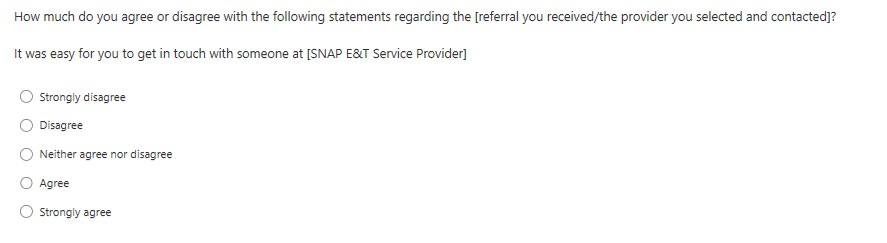 How much do you agree or disagree with the following statements regarding the [referral you received/the provider you selected and contacted]?
It was easy for you to get in touch with someone at [SNAP E&T Service Provider]
Strongly disagree
Disagree
Neither agree nor disagree
Agree
Strongly agree